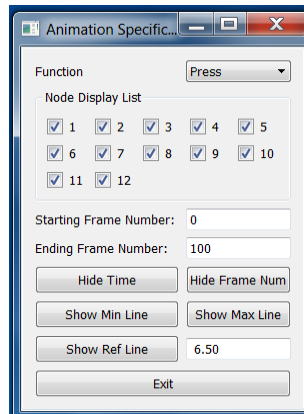 Animation Specific...
Function Press
Node Display List
1 2 3 4 5
6 7 8 9 10
11 12
Starting Frame Number: 0
Ending Frame Number: 100
Hide Time Hide Frame Num
Show Min Line Show Max Line
Show Ref Line 6.50
Exit